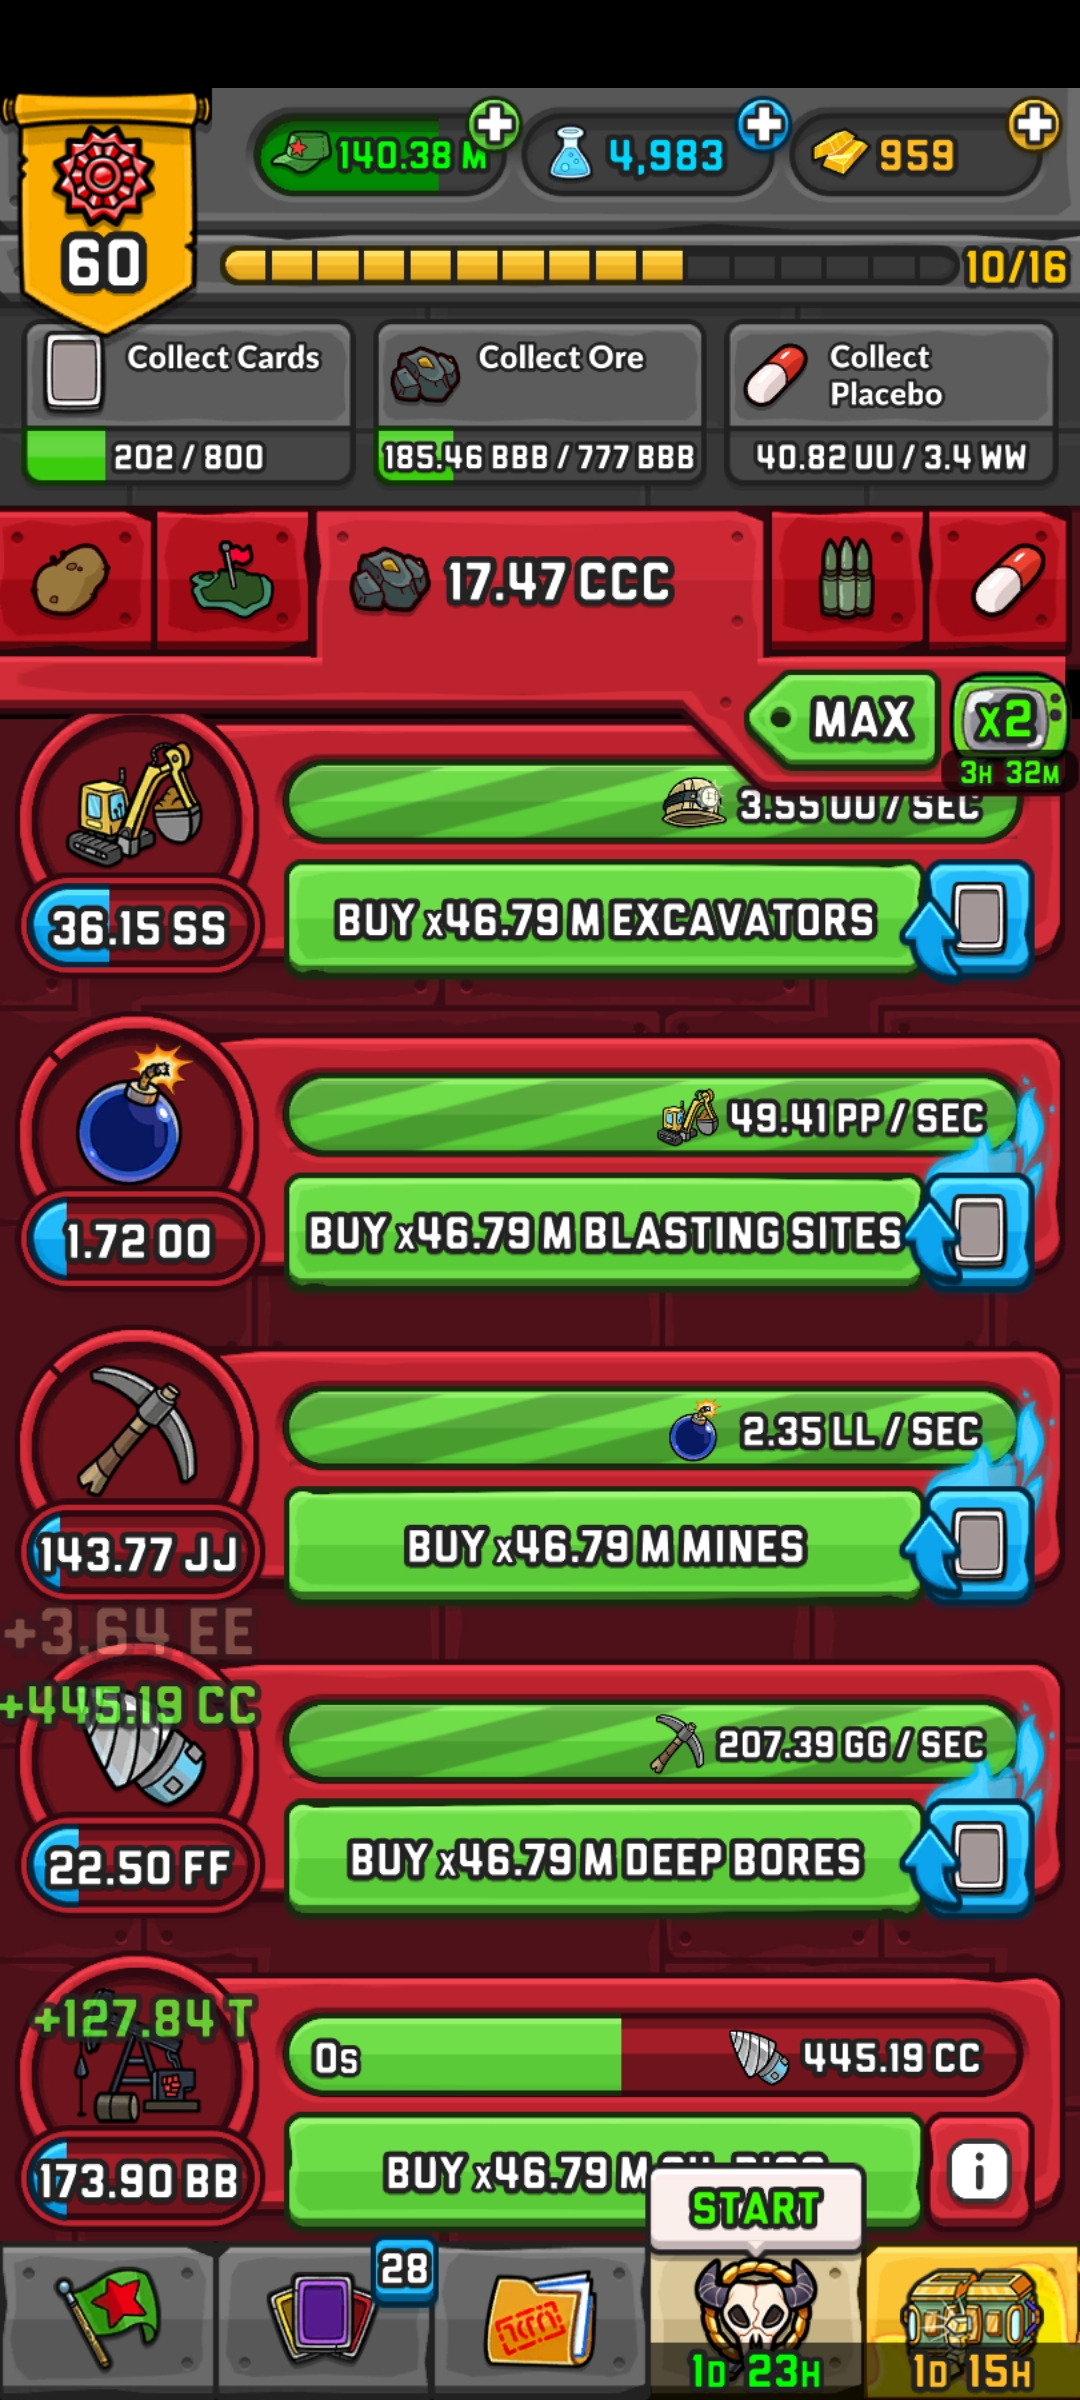 140.38 M
4,983
959
60
10/16
Collect Cards
202 / 800
Collect Ore
185.46 BBB / 777 BBB
Collect
Placebo
40.82 UU / 3.4 WW
17.47 CCC
MAX
x2
3H 32M
3.55 UU / SEC
36.15 SS
BUY x46.79 M EXCAVATORS
49.41 PP / SEC
1.72 OO
BUY x46.79 M BLASTING SITES
2.35 LL / SEC
143.77 JJ
BUY x46.79 M MINES
+3.64 EE
+445.19 CC
207.39 GG / SEC
22.50 FF
BUY x46.79 M DEEP BORES
+127.84 T
0s
445.19 CC
173.90 BB
BUY x46.79 M
i
START
28
1D 23H
1D 15H